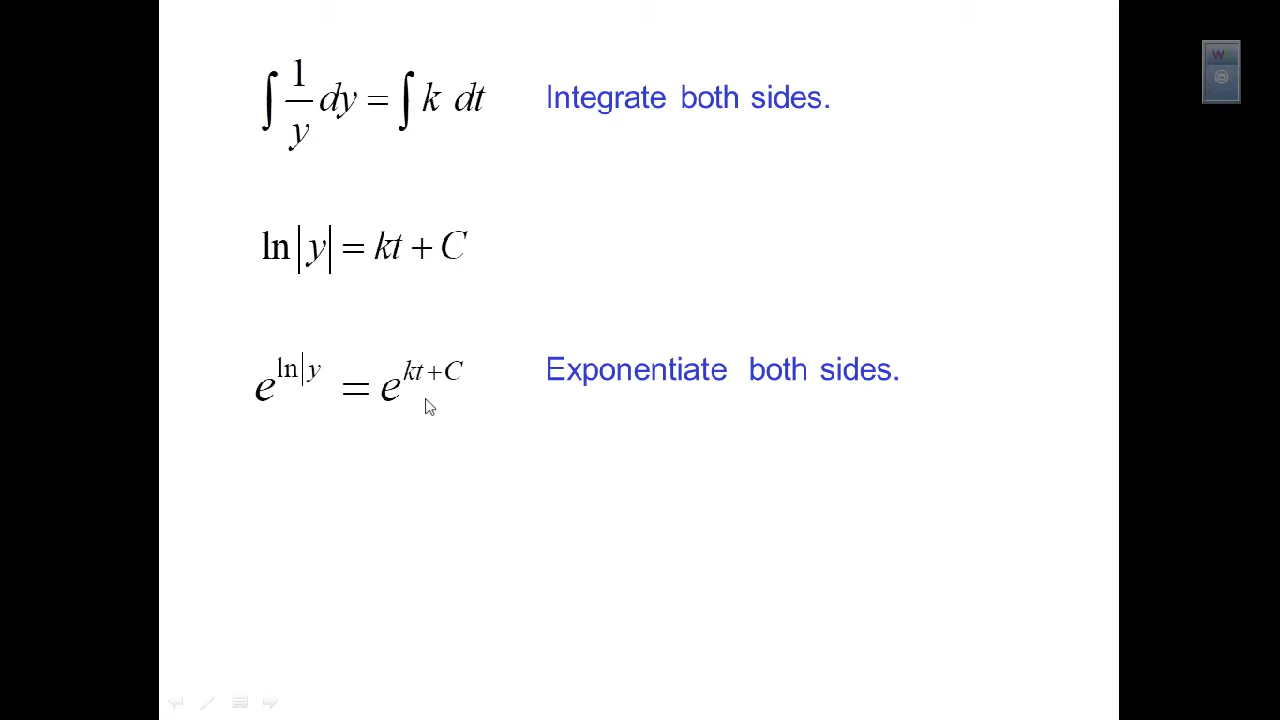 ∫ 1/y dy = ∫ k dt Integrate both sides.
ln|y| = kt + C
e^{ln|y} = e^{kt+C} Exponentiate both sides.
W